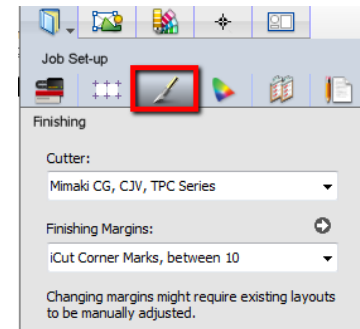 Job Set-up
Finishing
Cutter:
Mimaki CG, CJV, TPC Series
Finishing Margins:
iCut Corner Marks, between 10
Changing margins might require existing layouts
to be manually adjusted.